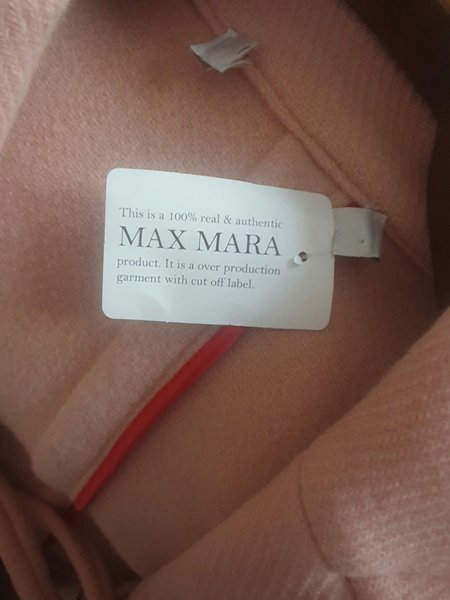 This is a 100% real & authentic
MAX MARA
product. It is a over production
garment with cut off label.